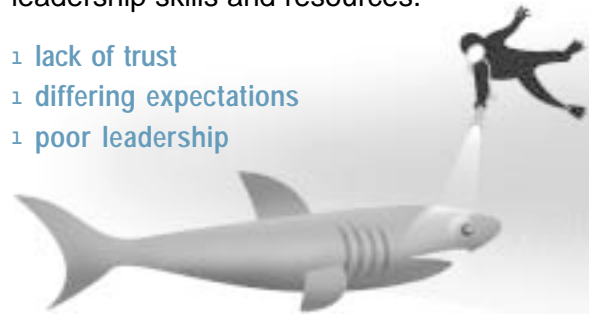 leadership skills and resources.
ı lack of trust
ı differing expectations
ı poor leadership